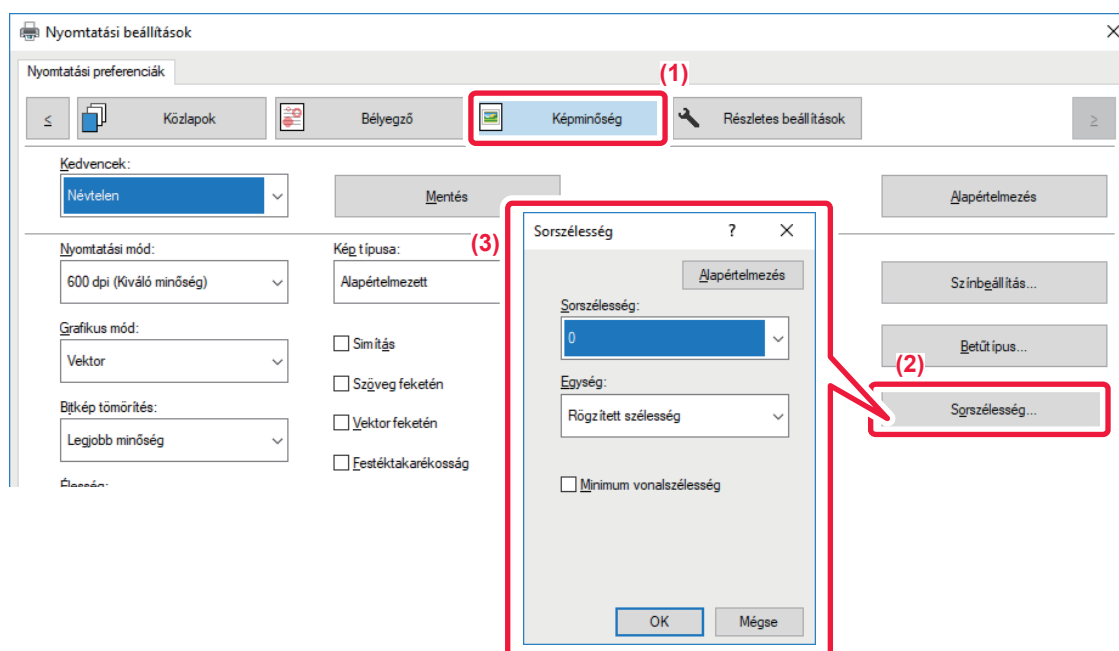 Nyomtatási beállítások
Nyomtatási preferenciák
(1)
<
Közlapok
Bélyegző
Képminőség
Részletes beállítások
>
Kedvencek:
Névtelen
Mentés
Alapértelmezés
Nyomtatási mód:
600 dpi (Kiváló minőség)
Kép típusa:
Alapértelmezett
(3)
Színbeállítás...
Grafikus mód:
Vektor
Simítás
Szöveg feketén
Vektor feketén
Festéktakarékosság
Betűtípus...
(2)
Sorszélesség...
Bitkép tömörítés:
Legjobb minőség
Élesség:
Sorszélesség
?
Alapértelmezés
Sorszélesség:
0
Egység:
Rögzített szélesség
Minimum vonalszélesség
OK
Mégse